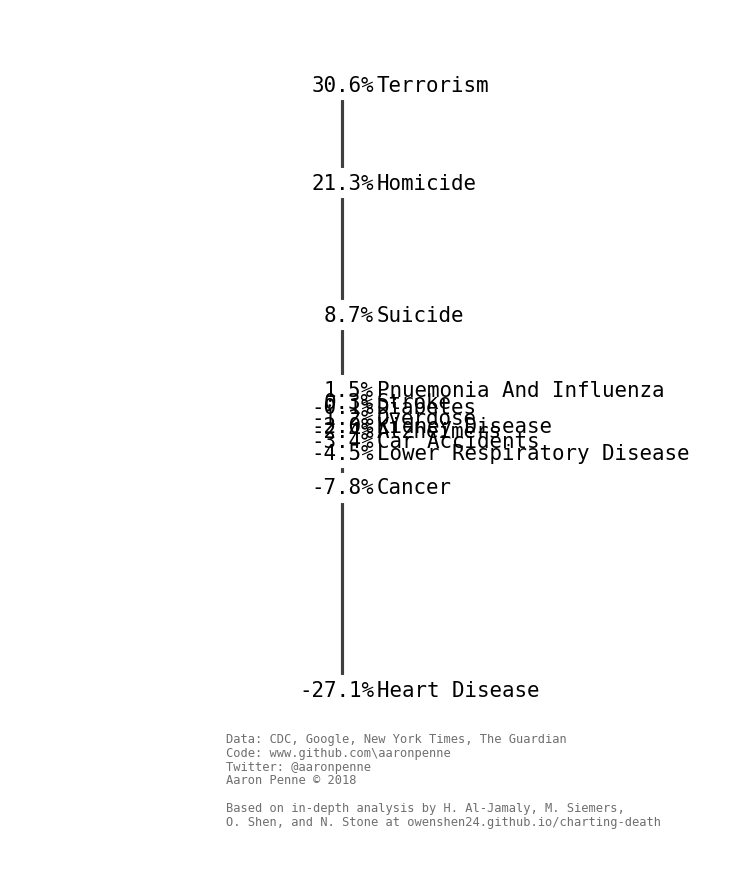 30.6% Terrorism
21.3% Homicide
8.7% Suicide
1.5% Pnuemonia And Influenza
0.3% Stroke
-0.1% Diabetes
-1.2% Overdose
-2.0% Kidney Disease
Alzheimers
-3.4% Car Accidents
-4.5% Lower Respiratory Disease
-7.8% Cancer
-27.1% Heart Disease
Data: CDC, Google, New York Times, The Guardian
Code: www.github.com\aaronpenne
Twitter: @aaronpenne
Aaron Penne © 2018
Based on in-depth analysis by H. Al-Jamaly, M. Siemers,
O. Shen, and N. Stone at owenshen24.github.io/charting-death